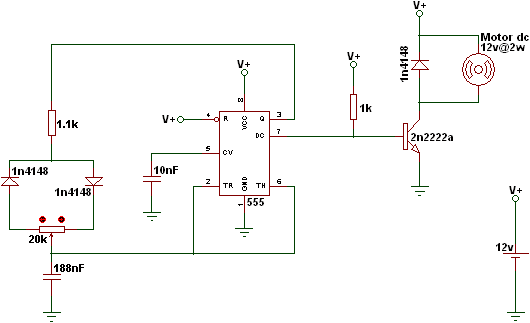 V+
Motor dc
12v@2w
1n4148
V+
V+
1.1k
V+
8
4
R
VCC
Q
3
DC
7
1k
2n2222a
5
CV
10nF
1n4148
1n4148
2
TR
GND
TH
6
1
555
V+
20k
12v
188nF